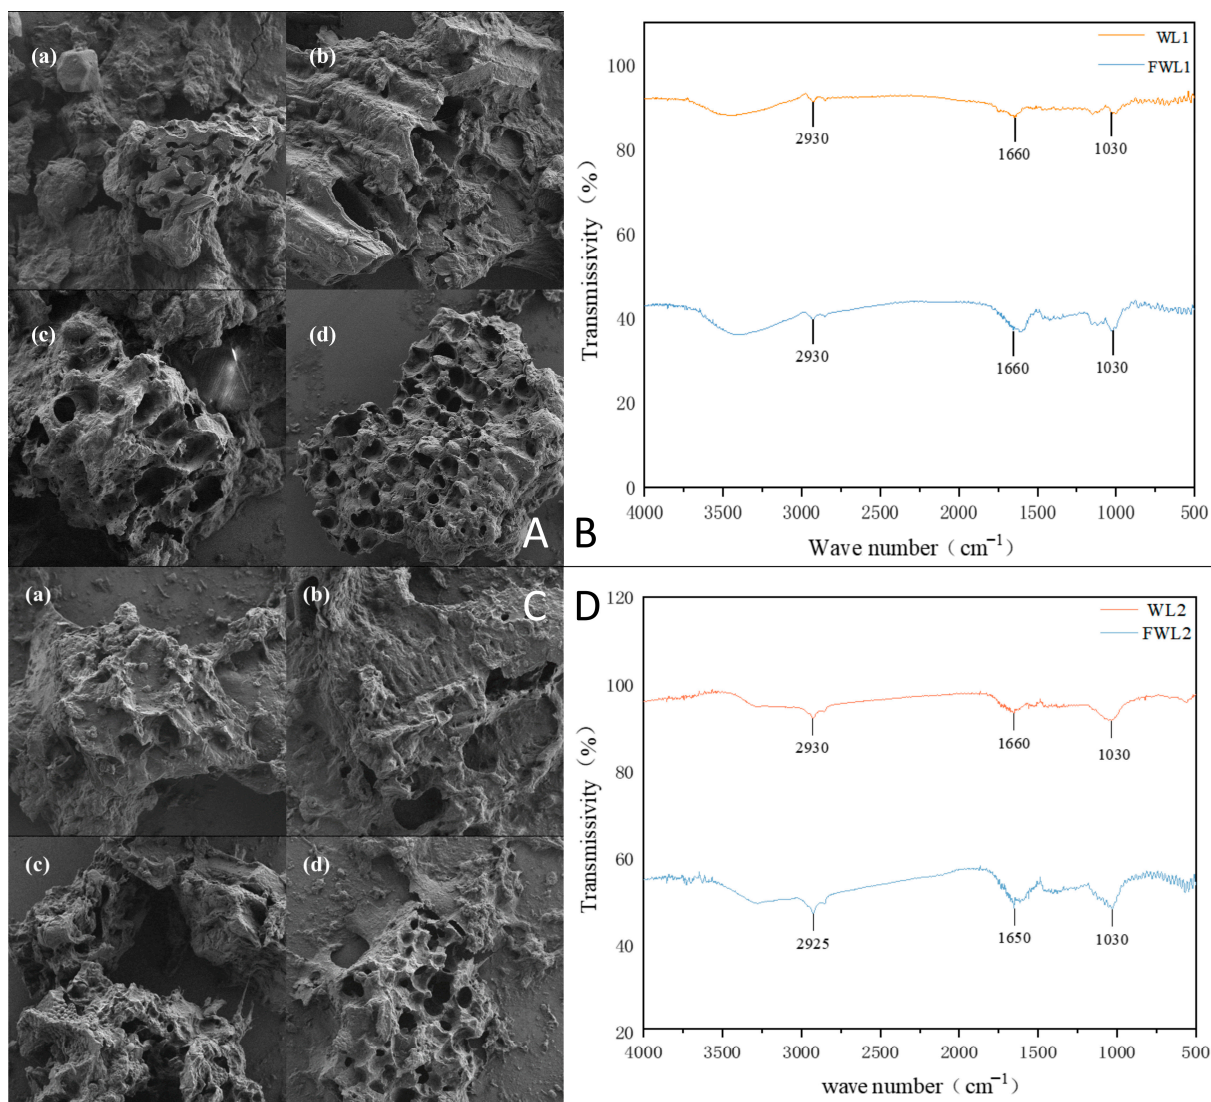 (a)
(b)
(c)
(d)
A
B
WL1
FWL1
100
80
60
40
20
0
Transmissivity（%）
2930
1660
1030
2930
1660
1030
4000
3500
3000
2500
2000
1500
1000
500
Wave number（cm⁻¹）
(a)
(b)
(c)
(d)
C
D
WL2
FWL2
120
100
80
60
40
20
Transmissivity（%）
2930
1660
1030
2925
1650
1030
4000
3500
3000
2500
2000
1500
1000
500
wave number（cm⁻¹）